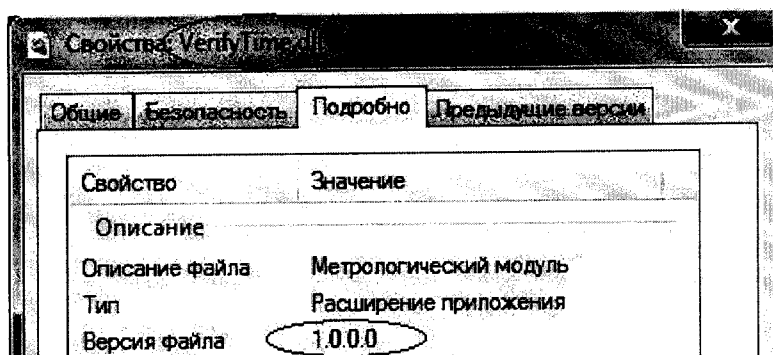 Свойства: VerifyTime.dll
Общие Безопасность Подробно Предыдущие версии
Свойство Значение
Описание
Описание файла Метрологический модуль
Тип Расширение приложения
Версия файла 1.0.0.0